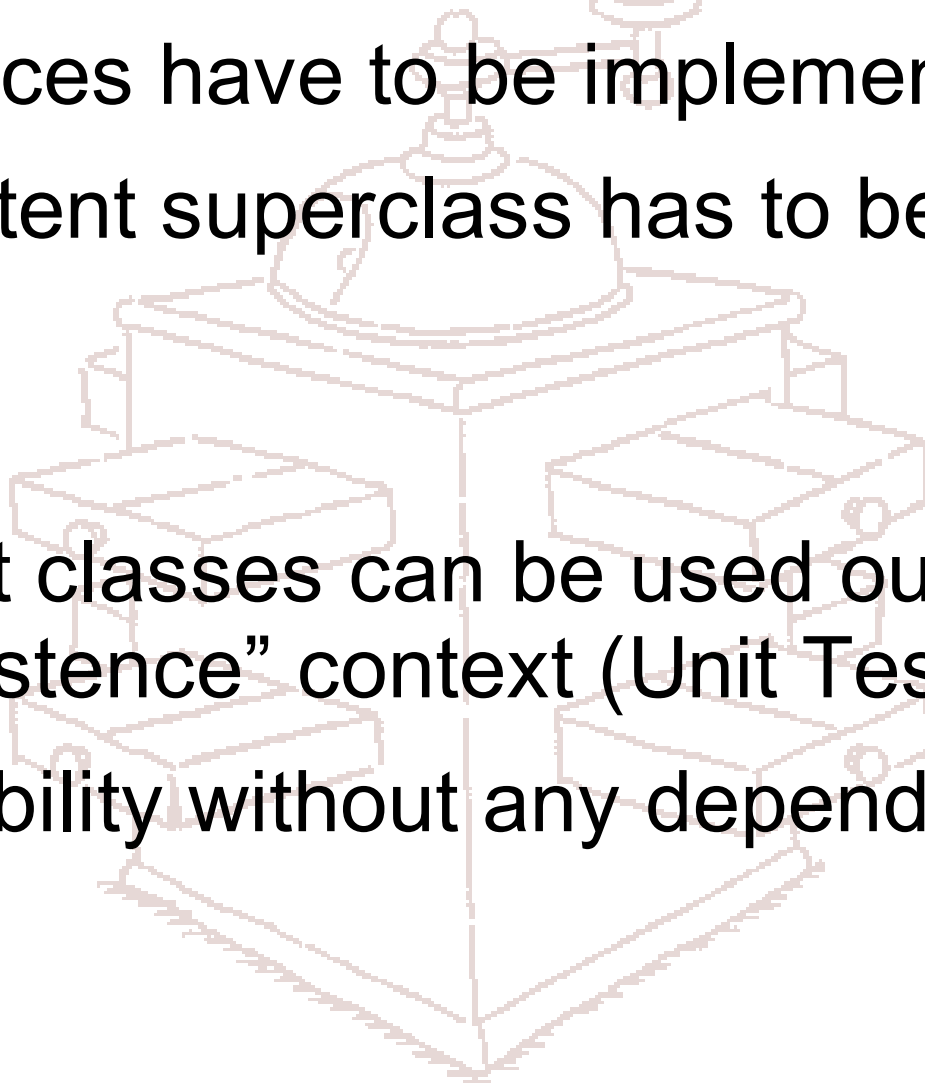 ces have to be implemen
tent superclass has to be
t classes can be used ou
stence” context (Unit Tes
bility without any depend